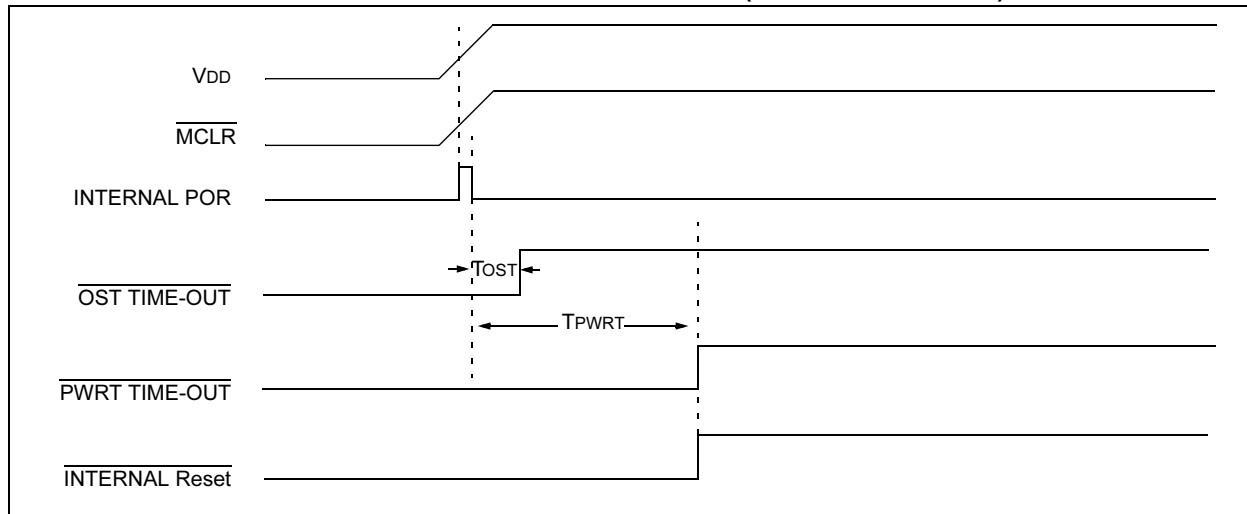 VDD
MCLR
INTERNAL POR
TOST
OST TIME-OUT
TPWRT
PWRT TIME-OUT
INTERNAL Reset